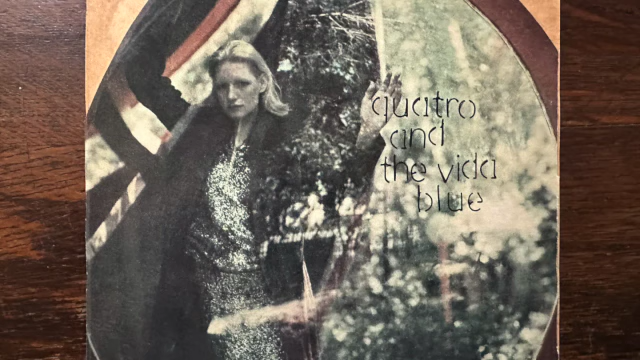 quatro
and
the vida
blue